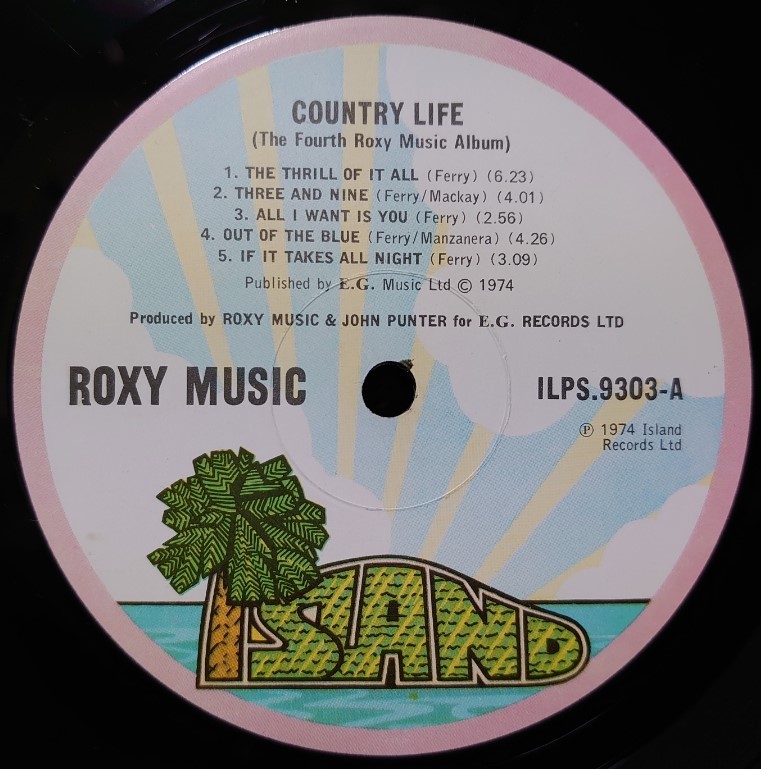 COUNTRY LIFE
(The Fourth Roxy Music Album)
1. THE THRILL OF IT ALL (Ferry) (6.23)
2. THREE AND NINE (Ferry/Mackay) (4.01)
3. ALL I WANT IS YOU (Ferry) (2.56)
4. OUT OF THE BLUE (Ferry/Manzanera) (4.26)
5. IF IT TAKES ALL NIGHT (Ferry) (3.09)
Published by E.G. Music Ltd © 1974
Produced by ROXY MUSIC & JOHN PUNTER for E.G. RECORDS LTD
ROXY MUSIC
ILPS.9303-A
℗ 1974 Island
Records Ltd
ISLAND